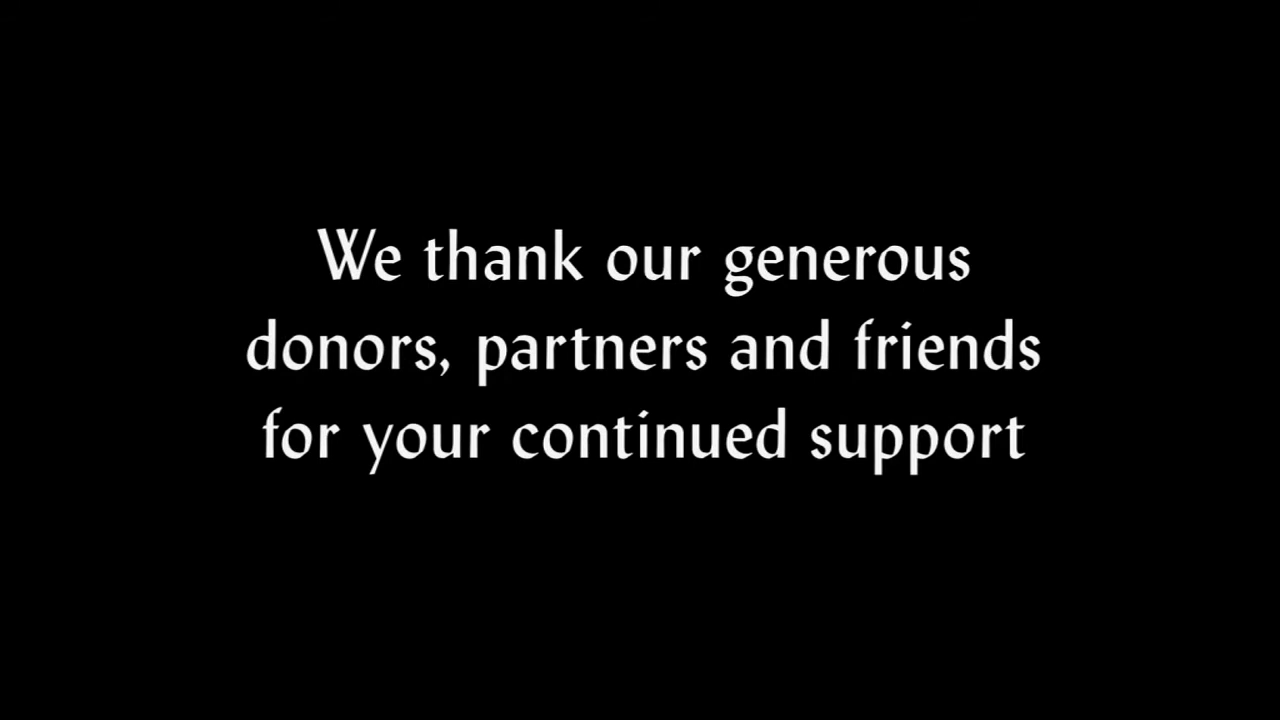 We thank our generous
donors, partners and friends
for your continued support